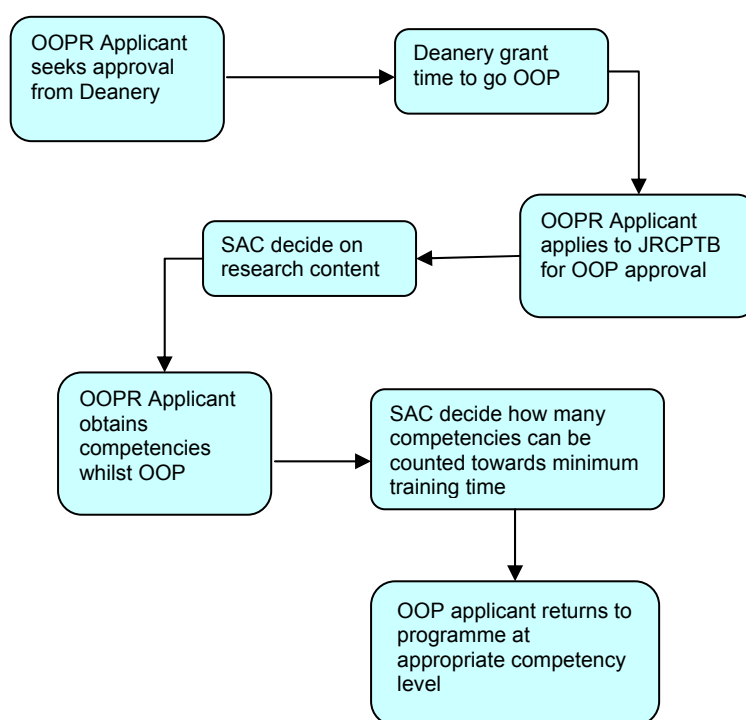 OOPR Applicant
seeks approval
from Deanery
Deanery grant
time to go OOP
OOPR Applicant
applies to JRCPTB
for OOP approval
SAC decide on
research content
OOPR Applicant
obtains
competencies
whilst OOP
SAC decide how many
competencies can be
counted towards minimum
training time
OOP applicant returns to
programme at
appropriate competency
level